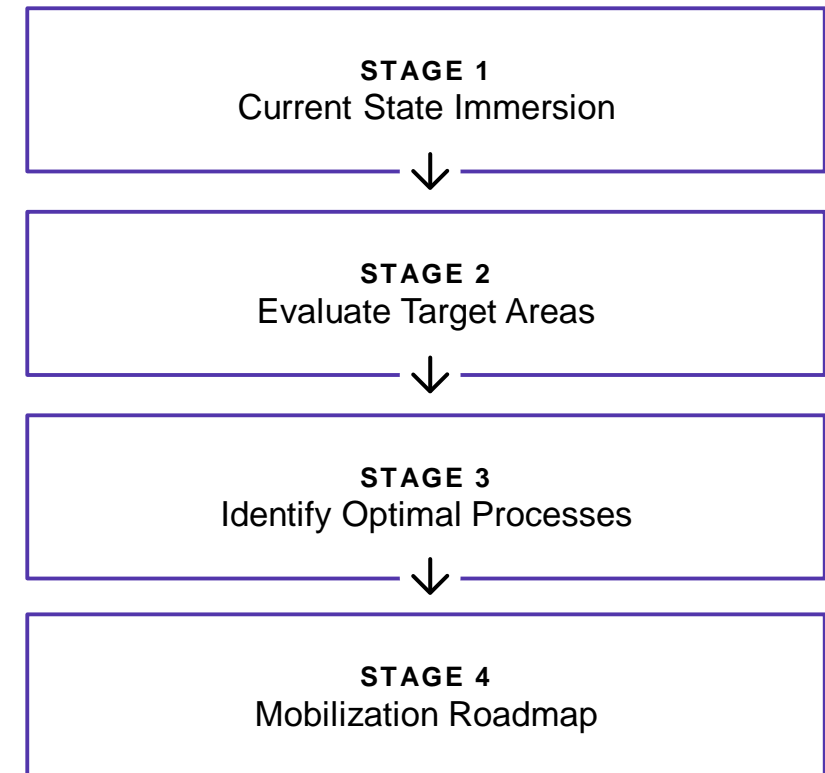 STAGE 1
Current State Immersion
STAGE 2
Evaluate Target Areas
STAGE 3
Identify Optimal Processes
STAGE 4
Mobilization Roadmap